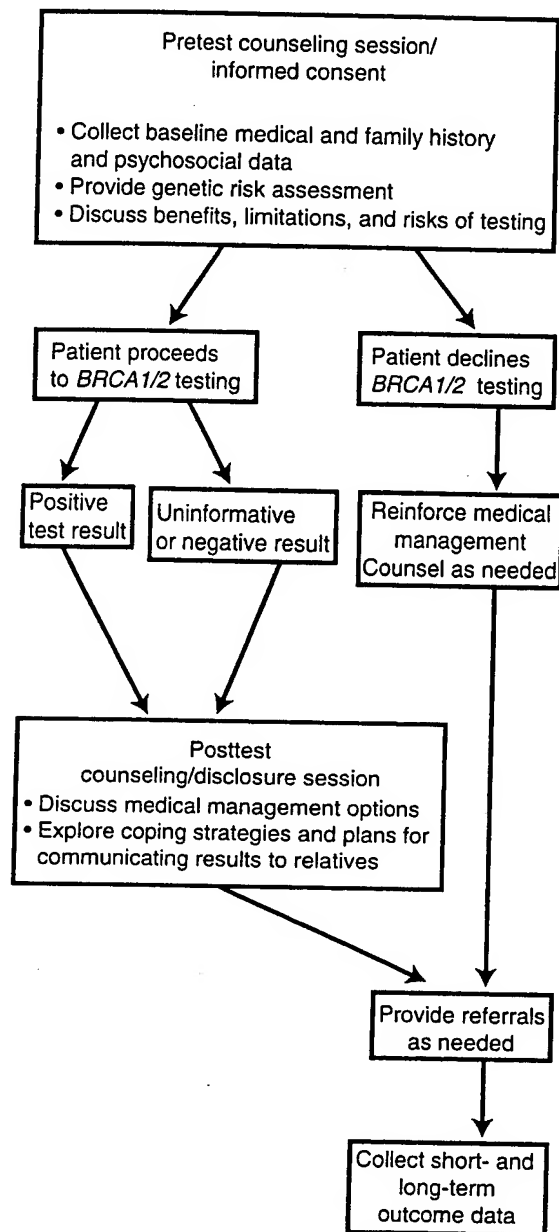 Pretest counseling session/
informed consent
• Collect baseline medical and family history
and psychosocial data
• Provide genetic risk assessment
• Discuss benefits, limitations, and risks of testing
Patient proceeds
to BRCA1/2 testing
Patient declines
BRCA1/2 testing
Positive
test result
Uninformative
or negative result
Reinforce medical
management
Counsel as needed
Posttest
counseling/disclosure session
• Discuss medical management options
• Explore coping strategies and plans for
communicating results to relatives
Provide referrals
as needed
Collect short- and
long-term
outcome data